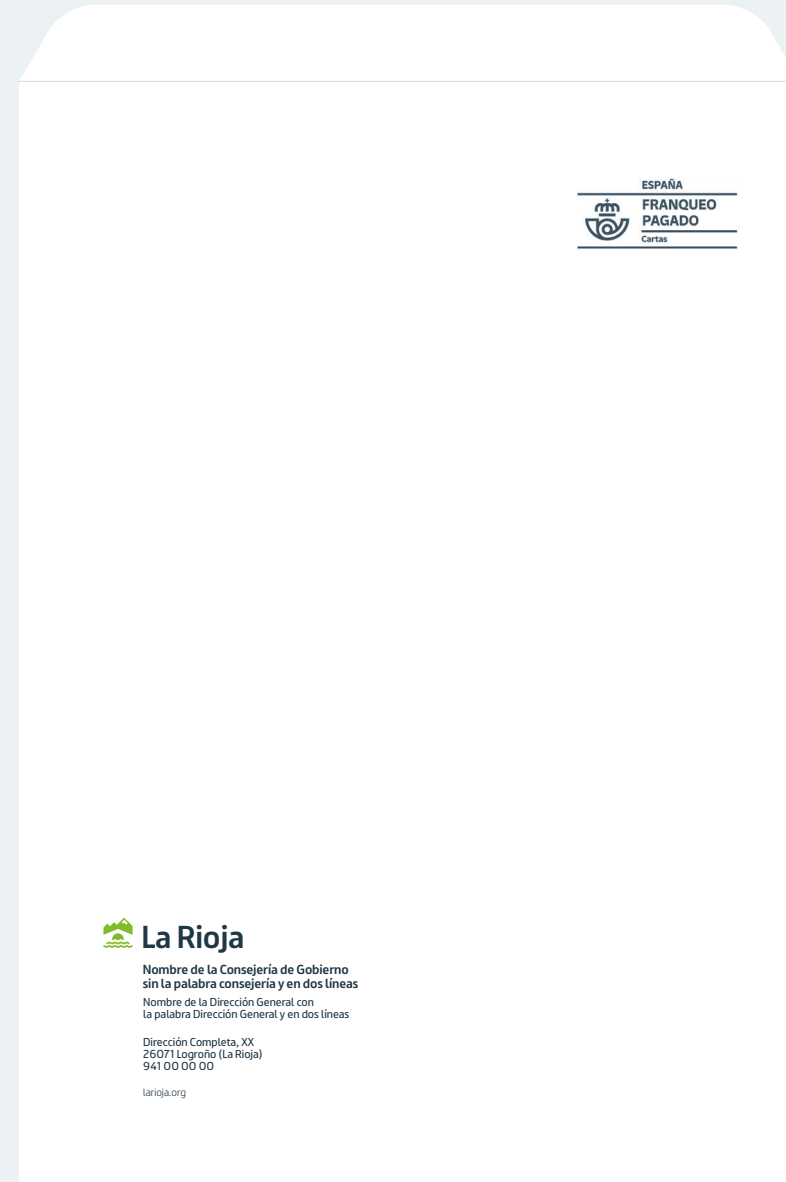 ESPAÑA
FRANQUEO
PAGADO
Cartas
La Rioja
Nombre de la Consejería de Gobierno
sin la palabra consejería y en dos líneas
Nombre de la Dirección General con
la palabra Dirección General y en dos líneas
Dirección Completa, XX
26071 Logroño (La Rioja)
941 00 00 00
larioja.org